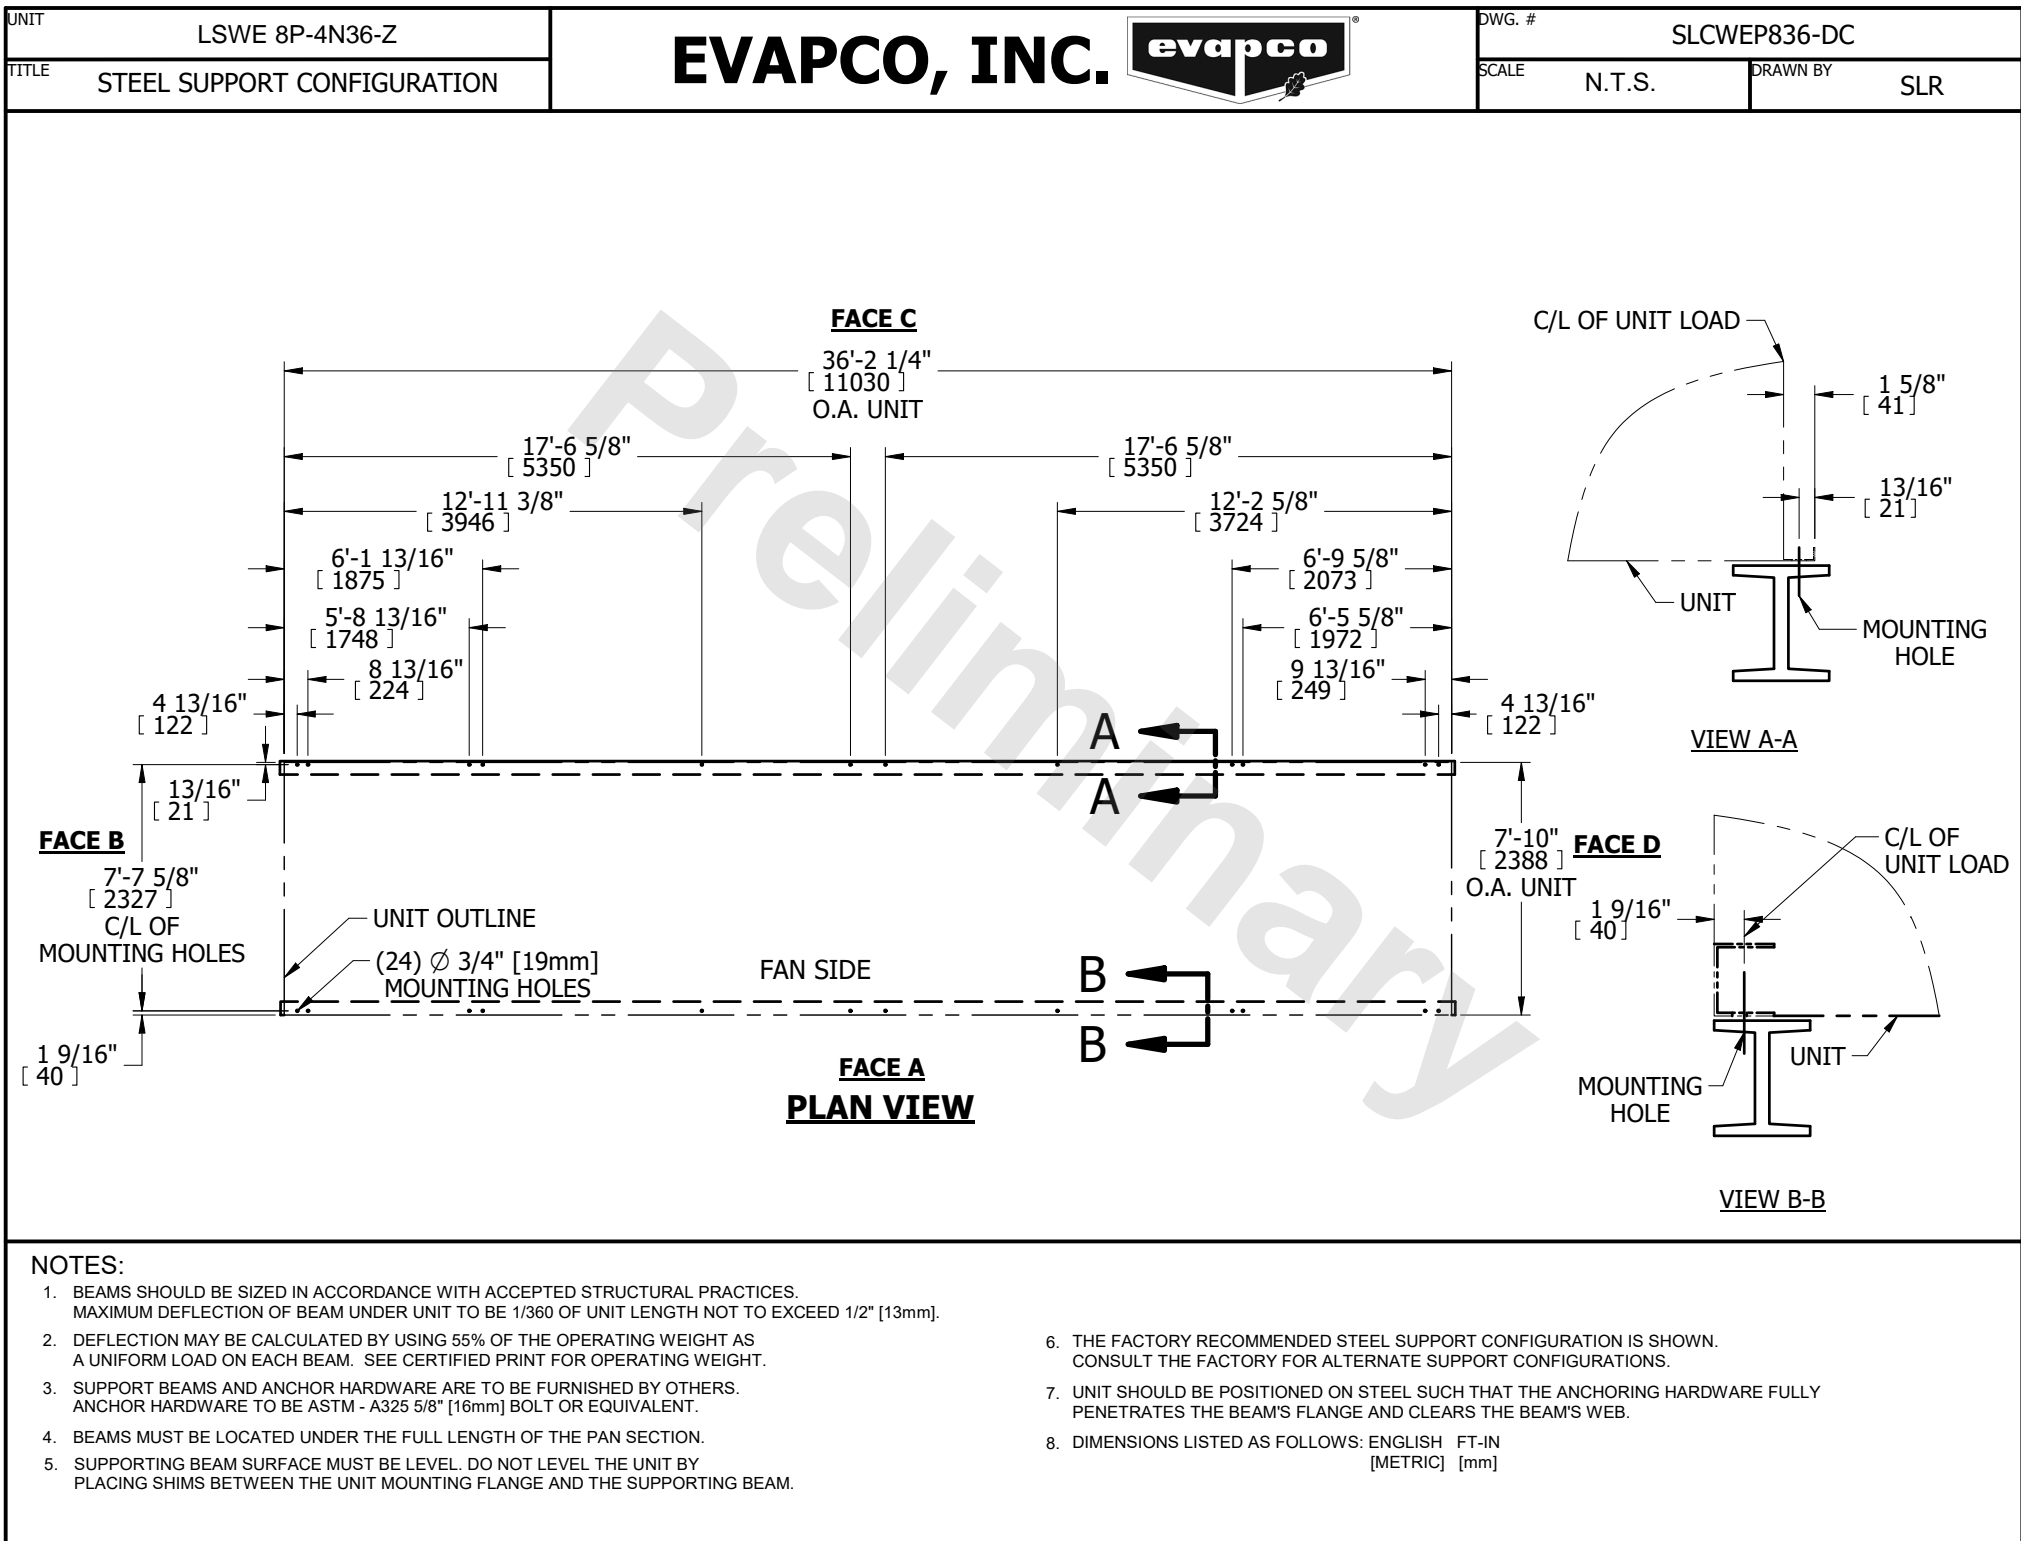 UNIT
LSWE 8P-4N36-Z
TITLE
STEEL SUPPORT CONFIGURATION
EVAPCO, INC.
evapco
®
DWG. #
SLCWEP836-DC
SCALE
N.T.S.
DRAWN BY
SLR
Preliminary
FACE C
36'-2 1/4"
[ 11030 ]
O.A. UNIT
17'-6 5/8"
[ 5350 ]
17'-6 5/8"
[ 5350 ]
12'-11 3/8"
[ 3946 ]
12'-2 5/8"
[ 3724 ]
6'-1 13/16"
[ 1875 ]
6'-9 5/8"
[ 2073 ]
5'-8 13/16"
[ 1748 ]
6'-5 5/8"
[ 1972 ]
8 13/16"
[ 224 ]
9 13/16"
[ 249 ]
4 13/16"
[ 122 ]
4 13/16"
[ 122 ]
A
A
13/16"
[ 21 ]
FACE B
7'-7 5/8"
[ 2327 ]
C/L OF
MOUNTING HOLES
7'-10"
[ 2388 ]
O.A. UNIT
FACE D
UNIT OUTLINE
(24) ∅ 3/4" [19mm]
MOUNTING HOLES
FAN SIDE
B
B
1 9/16"
[ 40 ]
FACE A
PLAN VIEW
C/L OF UNIT LOAD
1 5/8"
[ 41 ]
13/16"
[ 21 ]
UNIT
MOUNTING
HOLE
VIEW A-A
C/L OF
UNIT LOAD
1 9/16"
[ 40 ]
UNIT
MOUNTING
HOLE
VIEW B-B
NOTES:
1. BEAMS SHOULD BE SIZED IN ACCORDANCE WITH ACCEPTED STRUCTURAL PRACTICES.
MAXIMUM DEFLECTION OF BEAM UNDER UNIT TO BE 1/360 OF UNIT LENGTH NOT TO EXCEED 1/2" [13mm].
2. DEFLECTION MAY BE CALCULATED BY USING 55% OF THE OPERATING WEIGHT AS
A UNIFORM LOAD ON EACH BEAM. SEE CERTIFIED PRINT FOR OPERATING WEIGHT.
3. SUPPORT BEAMS AND ANCHOR HARDWARE ARE TO BE FURNISHED BY OTHERS.
ANCHOR HARDWARE TO BE ASTM - A325 5/8" [16mm] BOLT OR EQUIVALENT.
4. BEAMS MUST BE LOCATED UNDER THE FULL LENGTH OF THE PAN SECTION.
5. SUPPORTING BEAM SURFACE MUST BE LEVEL. DO NOT LEVEL THE UNIT BY
PLACING SHIMS BETWEEN THE UNIT MOUNTING FLANGE AND THE SUPPORTING BEAM.
6. THE FACTORY RECOMMENDED STEEL SUPPORT CONFIGURATION IS SHOWN.
CONSULT THE FACTORY FOR ALTERNATE SUPPORT CONFIGURATIONS.
7. UNIT SHOULD BE POSITIONED ON STEEL SUCH THAT THE ANCHORING HARDWARE FULLY
PENETRATES THE BEAM'S FLANGE AND CLEARS THE BEAM'S WEB.
8. DIMENSIONS LISTED AS FOLLOWS: ENGLISH FT-IN
[METRIC] [mm]